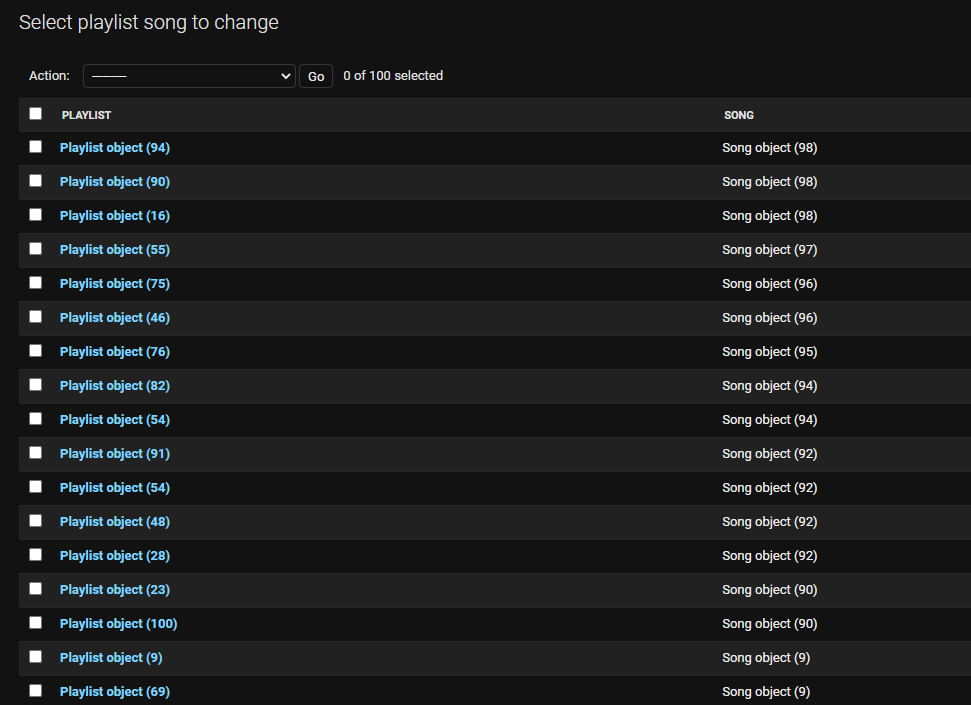 Select playlist song to change
Action: --------- Go 0 of 100 selected
PLAYLIST SONG
Playlist object (94) Song object (98)
Playlist object (90) Song object (98)
Playlist object (16) Song object (98)
Playlist object (55) Song object (97)
Playlist object (75) Song object (96)
Playlist object (46) Song object (96)
Playlist object (76) Song object (95)
Playlist object (82) Song object (94)
Playlist object (54) Song object (94)
Playlist object (91) Song object (92)
Playlist object (54) Song object (92)
Playlist object (48) Song object (92)
Playlist object (28) Song object (92)
Playlist object (23) Song object (90)
Playlist object (100) Song object (90)
Playlist object (9) Song object (9)
Playlist object (69) Song object (9)